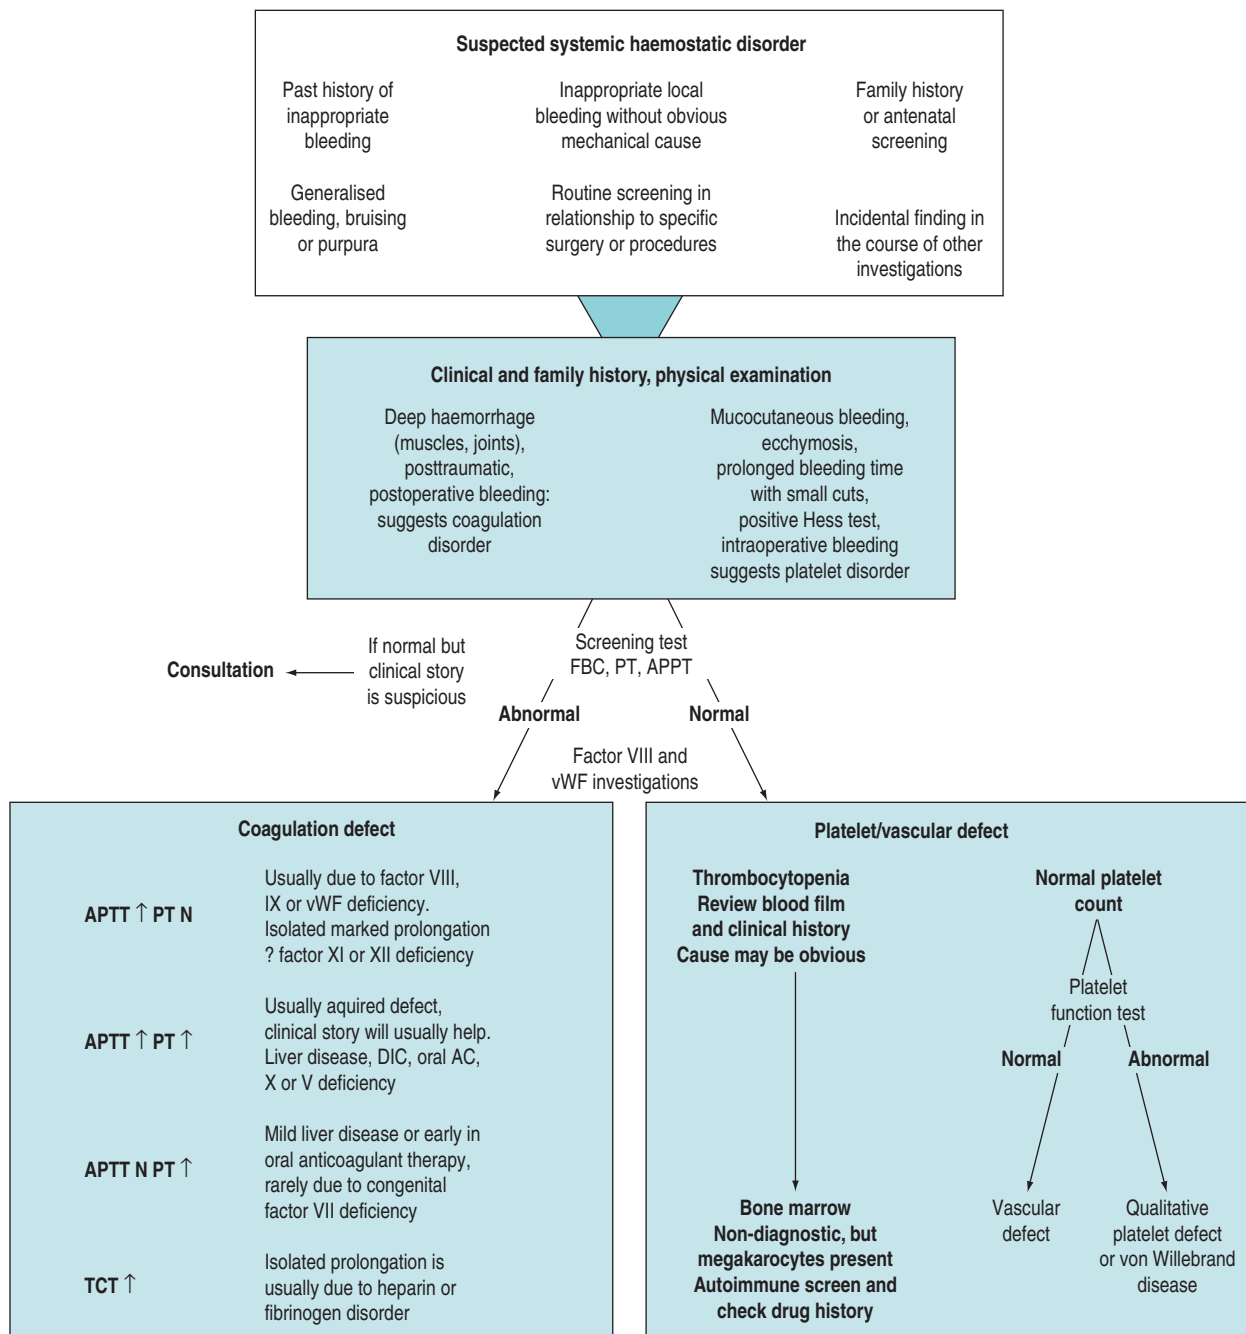 Suspected systemic haemostatic disorder
Past history of
inappropriate
bleeding
Inappropriate local
bleeding without obvious
mechanical cause
Family history
or antenatal
screening
Generalised
bleeding, bruising
or purpura
Routine screening in
relationship to specific
surgery or procedures
Incidental finding in
the course of other
investigations
Clinical and family history, physical examination
Deep haemorrhage
(muscles, joints),
posttraumatic,
postoperative bleeding:
suggests coagulation
disorder
Mucocutaneous bleeding,
ecchymosis,
prolonged bleeding time
with small cuts,
positive Hess test,
intraoperative bleeding
suggests platelet disorder
Screening test
FBC, PT, APPT
If normal but
clinical story
is suspicious
Consultation
Abnormal
Normal
Factor VIII and
vWF investigations
Coagulation defect
APTT ↑ PT N
Usually due to factor VIII,
IX or vWF deficiency.
Isolated marked prolongation
? factor XI or XII deficiency
APTT ↑ PT ↑
Usually aquired defect,
clinical story will usually help.
Liver disease, DIC, oral AC,
X or V deficiency
APTT N PT ↑
Mild liver disease or early in
oral anticoagulant therapy,
rarely due to congenital
factor VII deficiency
TCT ↑
Isolated prolongation is
usually due to heparin or
fibrinogen disorder
Platelet/vascular defect
Thrombocytopenia
Review blood film
and clinical history
Cause may be obvious
Bone marrow
Non-diagnostic, but
megakarocytes present
Autoimmune screen and
check drug history
Normal platelet
count
Platelet
function test
Normal
Abnormal
Vascular
defect
Qualitative
platelet defect
or von Willebrand
disease